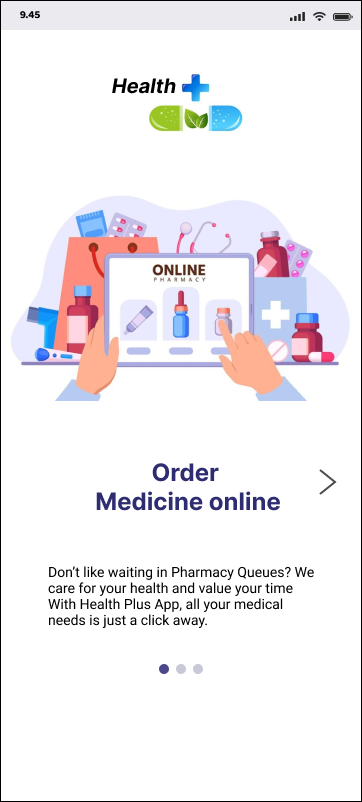 9.45
Health
ONLINE
PHARMACY
Order
Medicine online
Don’t like waiting in Pharmacy Queues? We
care for your health and value your time
With Health Plus App, all your medical
needs is just a click away.